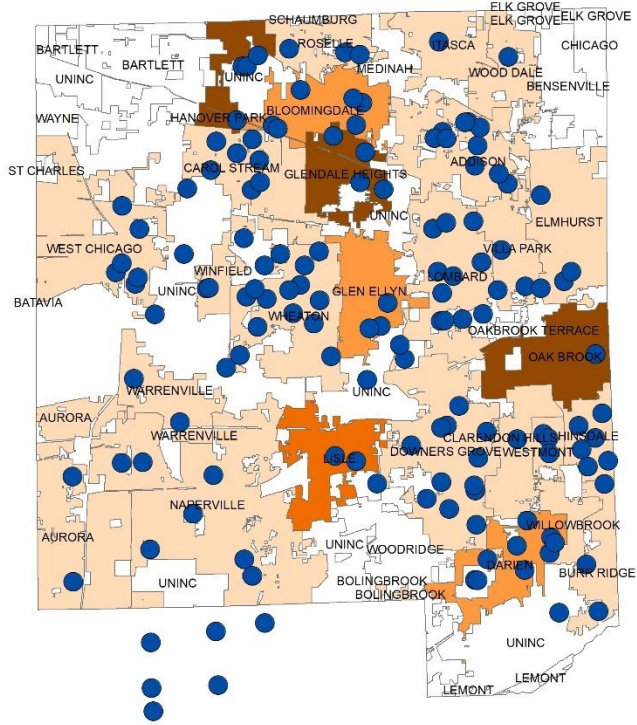 ELK GROVE
SCHAUMBURG
ELK GROVE
ELK GROVE
BARTLETT
ROSELLE
ITASCA
CHICAGO
BARTLETT
MEDINAH
UNINC
UNINC
WOOD DALE
BENSENVILLE
WAYNE
HANOVER PARK
BLOOMINGDALE
ST CHARLES
CAROL STREAM
GLENDALE HEIGHTS
ADDISON
UNINC
ELMHURST
WEST CHICAGO
VILLA PARK
WINFIELD
LOMBARD
BATAVIA
UNINC
GLEN ELLYN
WHEATON
OAKBROOK TERRACE
OAK BROOK
WARRENVILLE
UNINC
AURORA
WARRENVILLE
CLARENDON HILLS
HINSDALE
LISLE
DOWNERS GROVE
WESTMONT
NAPERVILLE
WILLOWBROOK
AURORA
UNINC
WOODRIDGE
DARIEN
BURR RIDGE
UNINC
BOLINGBROOK
BOLINGBROOK
UNINC
LEMONT
LEMONT